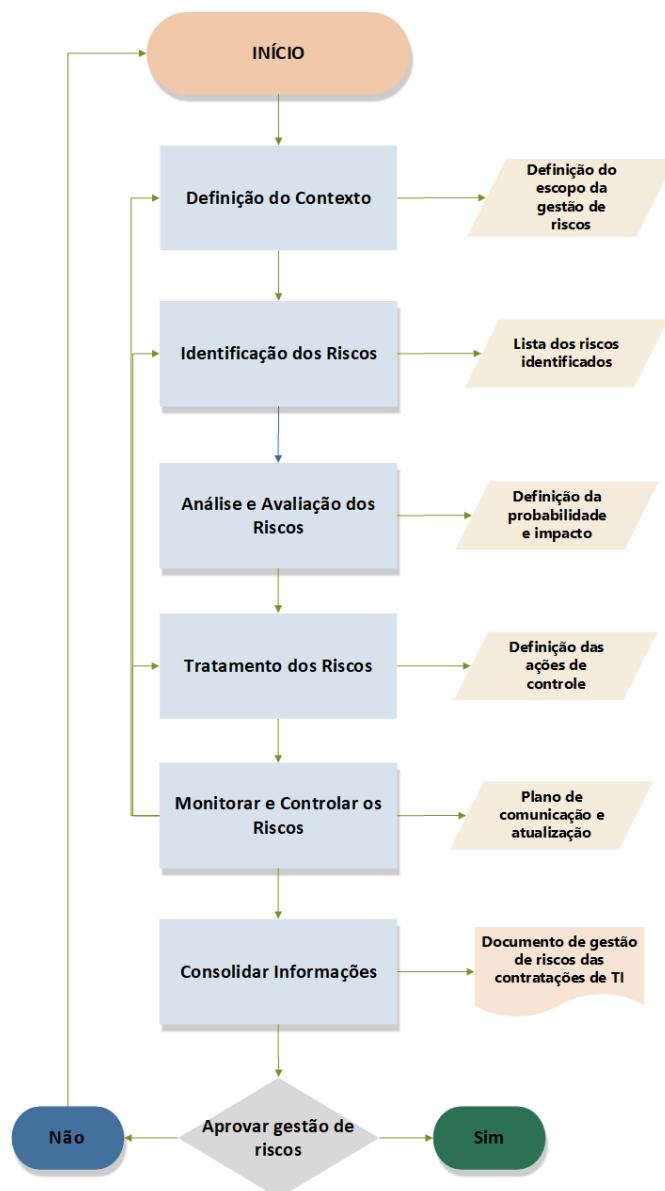 INÍCIO
Definição do Contexto
Definição do
escopo da
gestão de
riscos
Identificação dos Riscos
Lista dos riscos
identificados
Análise e Avaliação dos
Riscos
Definição da
probabilidade
e impacto
Tratamento dos Riscos
Definição das
ações de
controle
Monitorar e Controlar os
Riscos
Plano de
comunicação e
atualização
Consolidar Informações
Documento de gestão
de riscos das
contratações de TI
Aprovar gestão de
riscos
Não
Sim